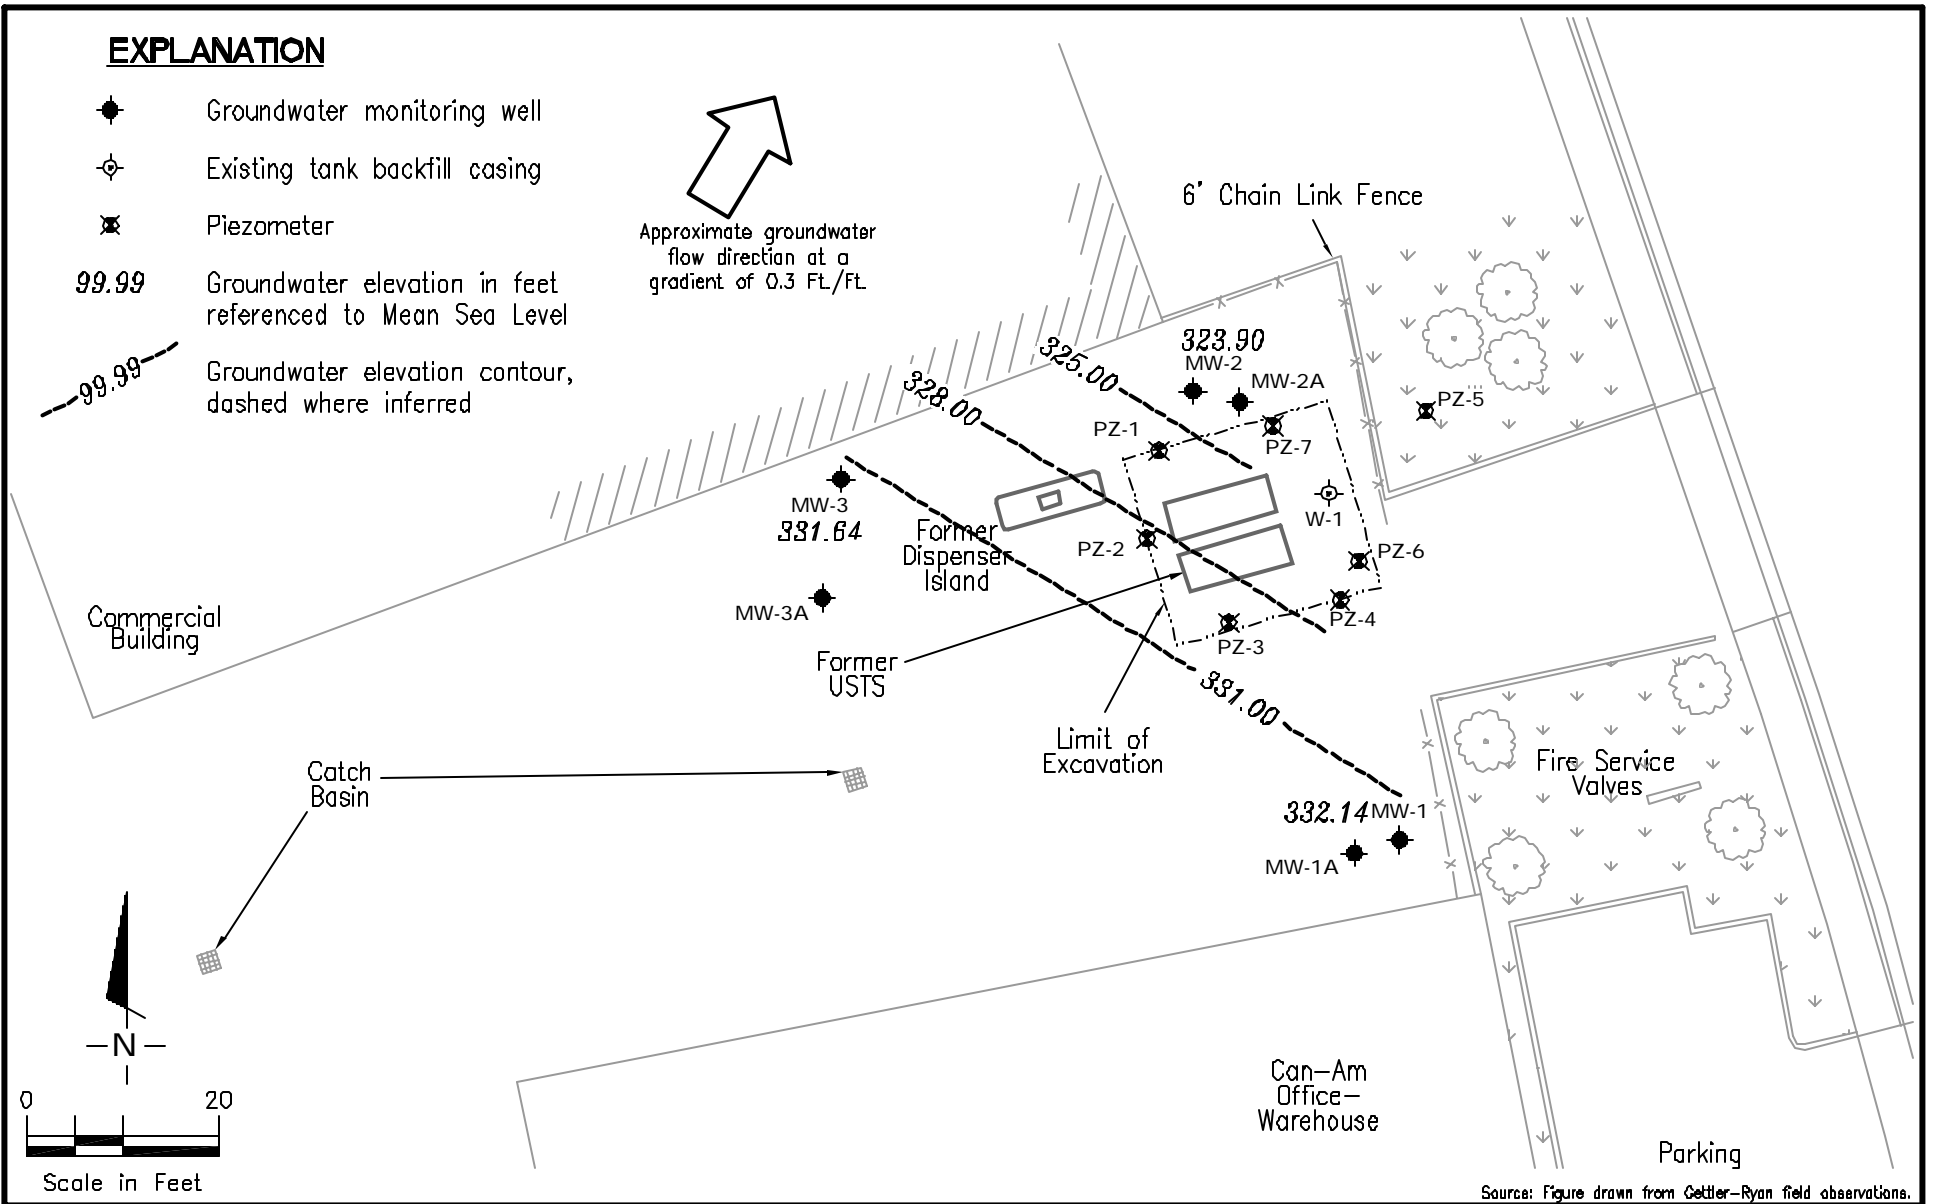 EXPLANATION
Groundwater monitoring well
Existing tank backfill casing
Piezometer
99.99
Groundwater elevation in feet
referenced to Mean Sea Level
99.99
Groundwater elevation contour,
dashed where inferred
Approximate groundwater
flow direction at a
gradient of 0.3 Ft./Ft.
6' Chain Link Fence
323.90
MW-2
MW-2A
325.00
328.00
PZ-1
PZ-7
PZ-5
MW-3
331.64
Former
Dispenser
Island
PZ-2
W-1
PZ-6
MW-3A
PZ-4
PZ-3
Commercial
Building
Former
USTS
331.00
Limit of
Excavation
Catch
Basin
Fire Service
Valves
332.14
MW-1
MW-1A
N
0 20
Scale in Feet
Can-Am
Office-
Warehouse
Parking
Source: Figure drawn from Gettler-Ryan field observations.